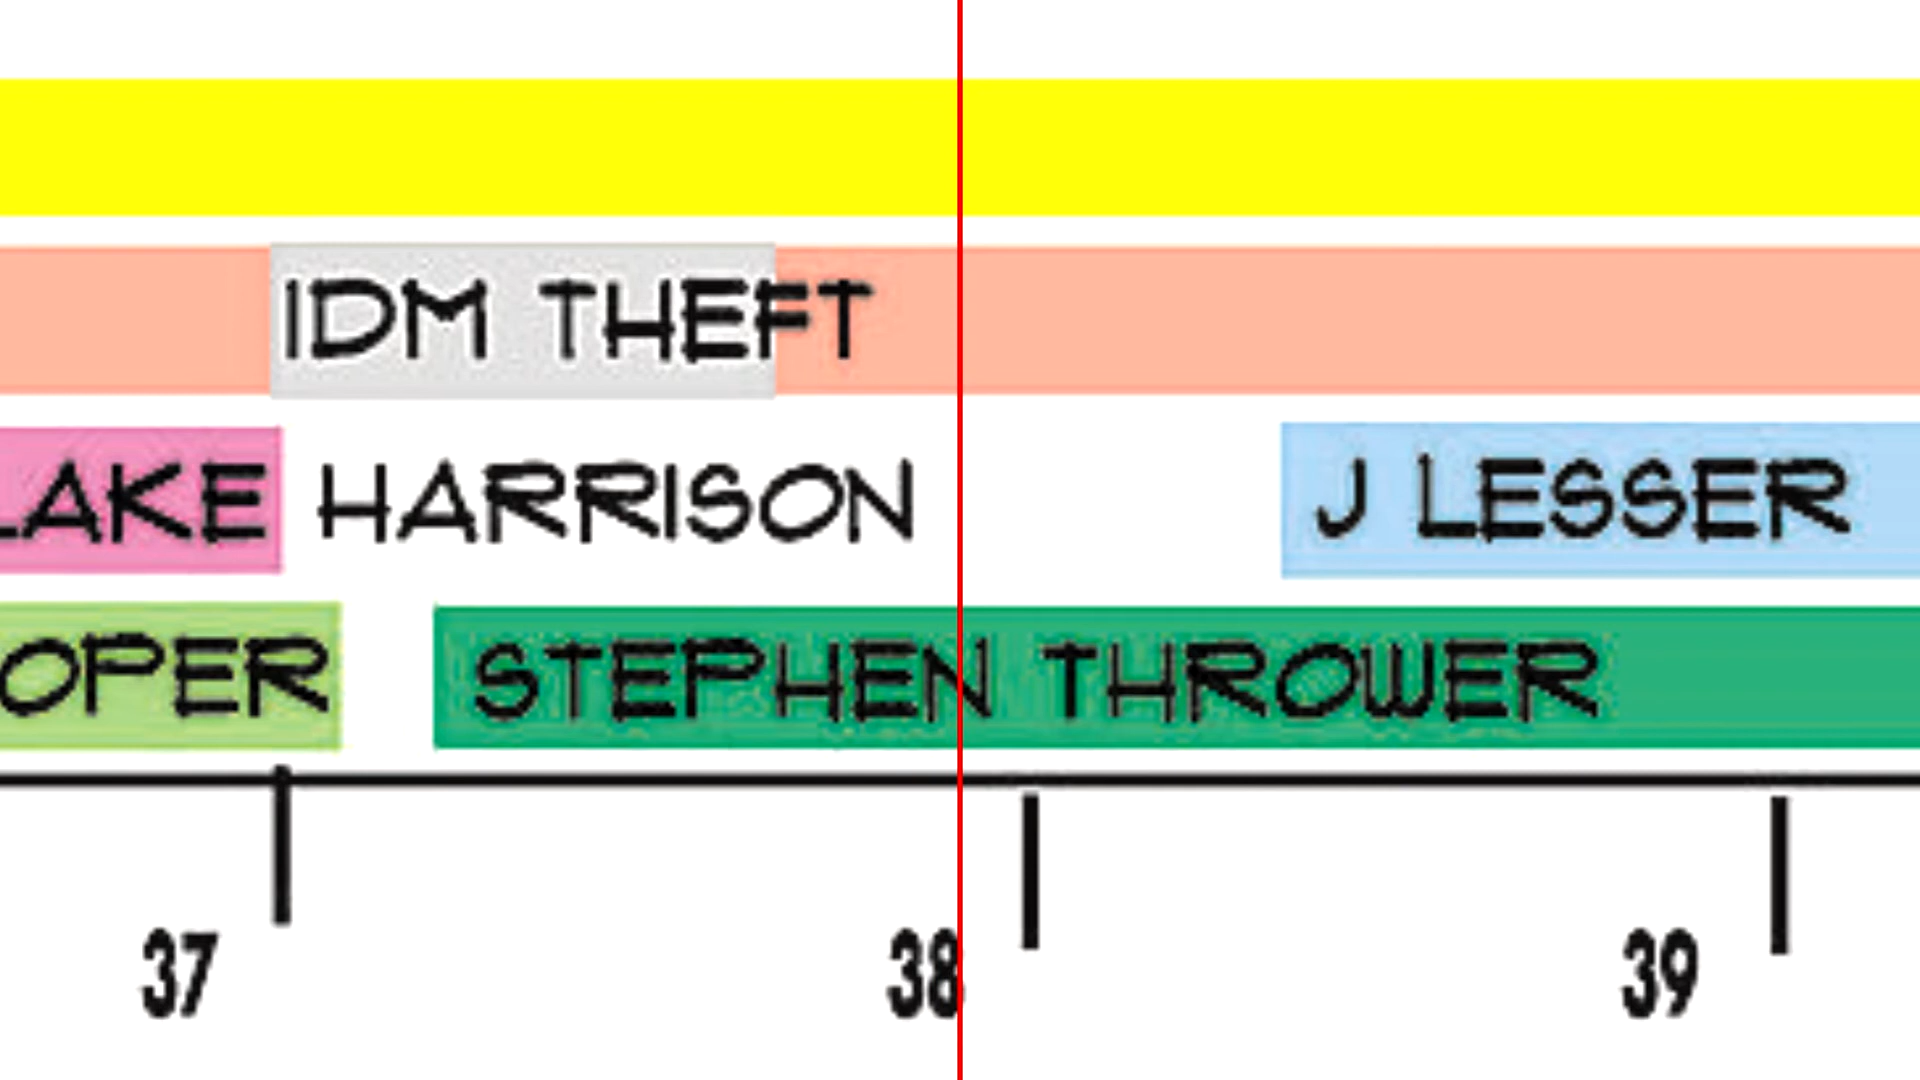 IDM THEFT
LAKE HARRISON J LESSER
OPER STEPHEN THROWER
37 38 39